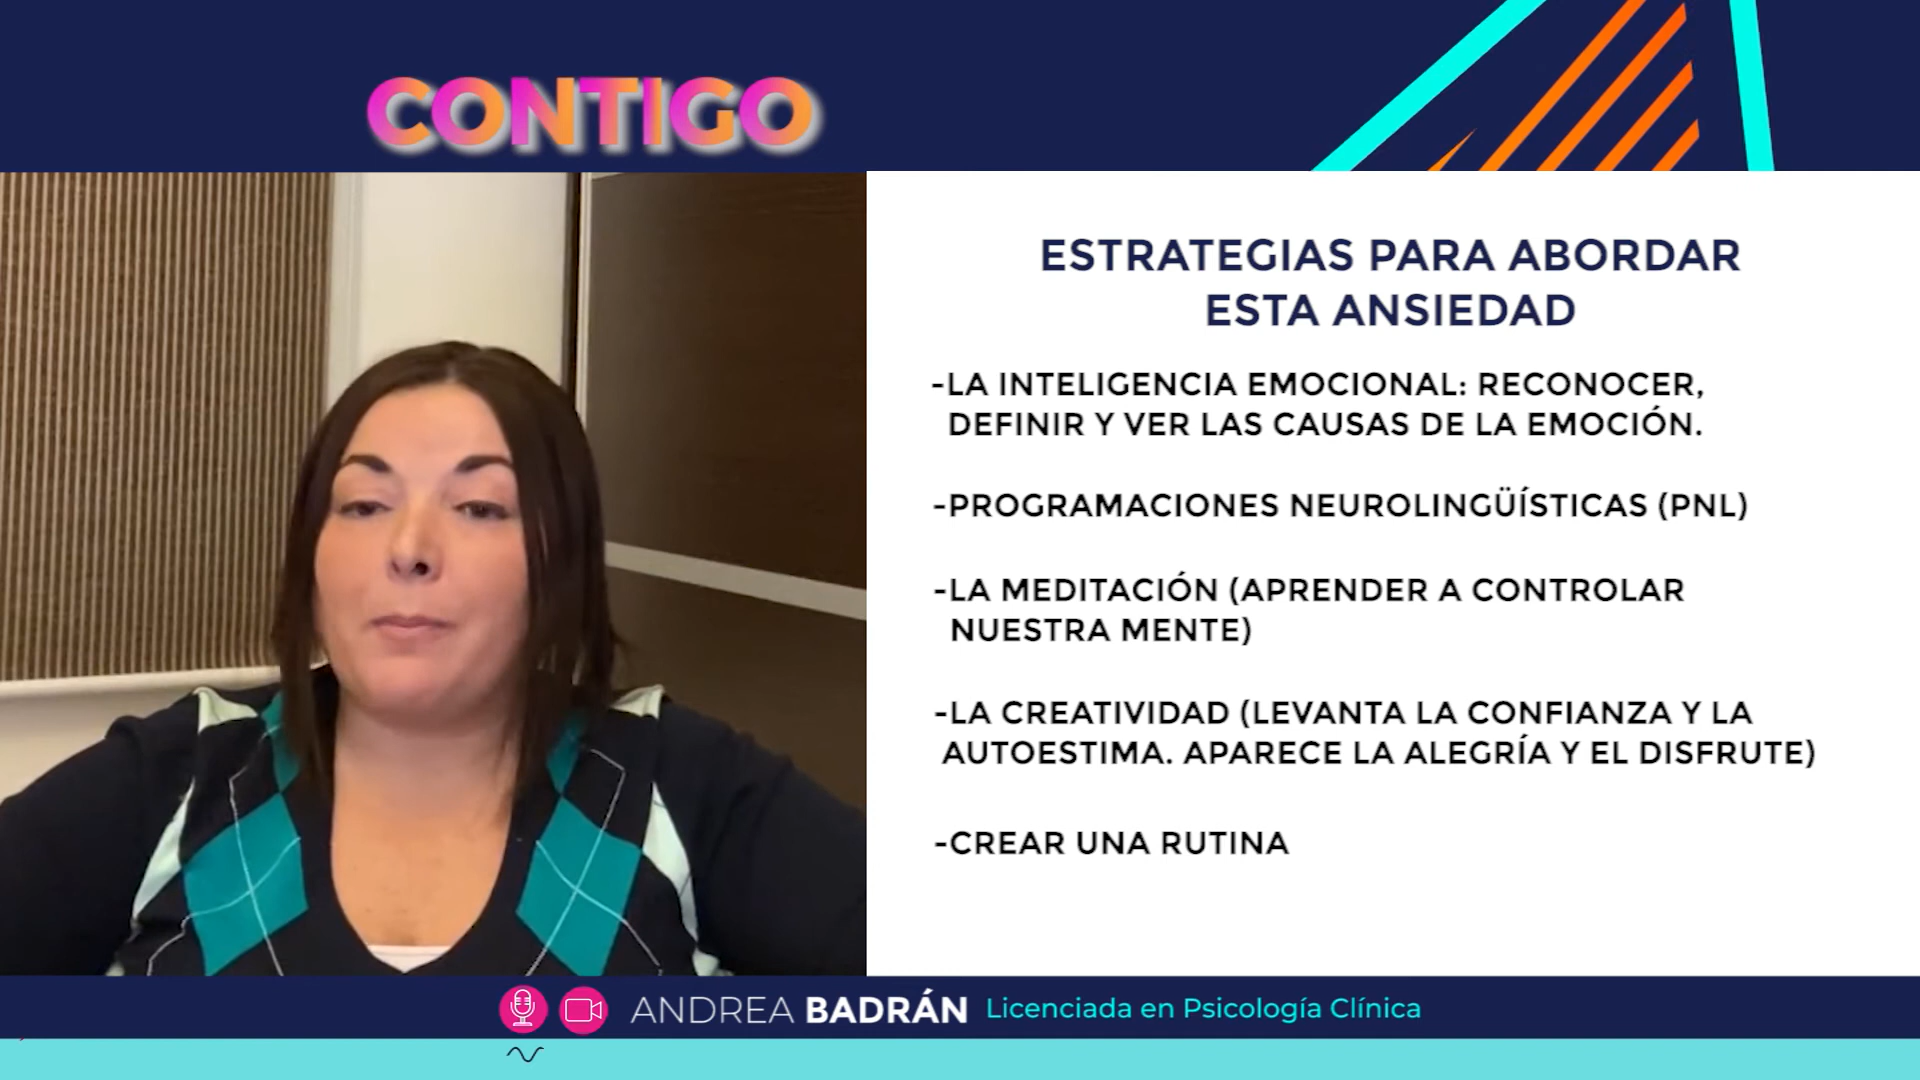 CONTIGO
ESTRATEGIAS PARA ABORDAR
ESTA ANSIEDAD
-LA INTELIGENCIA EMOCIONAL: RECONOCER,
DEFINIR Y VER LAS CAUSAS DE LA EMOCIÓN.
-PROGRAMACIONES NEUROLINGÜÍSTICAS (PNL)
-LA MEDITACIÓN (APRENDER A CONTROLAR
NUESTRA MENTE)
-LA CREATIVIDAD (LEVANTA LA CONFIANZA Y LA
AUTOESTIMA. APARECE LA ALEGRÍA Y EL DISFRUTE)
-CREAR UNA RUTINA
ANDREA BADRÁN Licenciada en Psicología Clínica